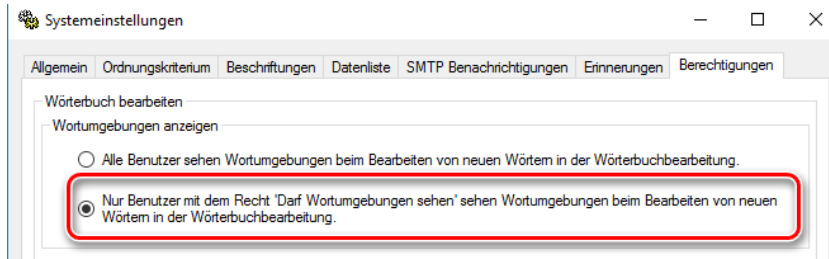 Systemeinstellungen
Allgemein Ordnungskriterium Beschriftungen Datenliste SMTP Benachrichtigungen Erinnerungen Berechtigungen
Wörterbuch bearbeiten
Wortumgebungen anzeigen
Alle Benutzer sehen Wortumgebungen beim Bearbeiten von neuen Wörtern in der Wörterbuchbearbeitung.
Nur Benutzer mit dem Recht 'Darf Wortumgebungen sehen' sehen Wortumgebungen beim Bearbeiten von neuen
Wörtern in der Wörterbuchbearbeitung.